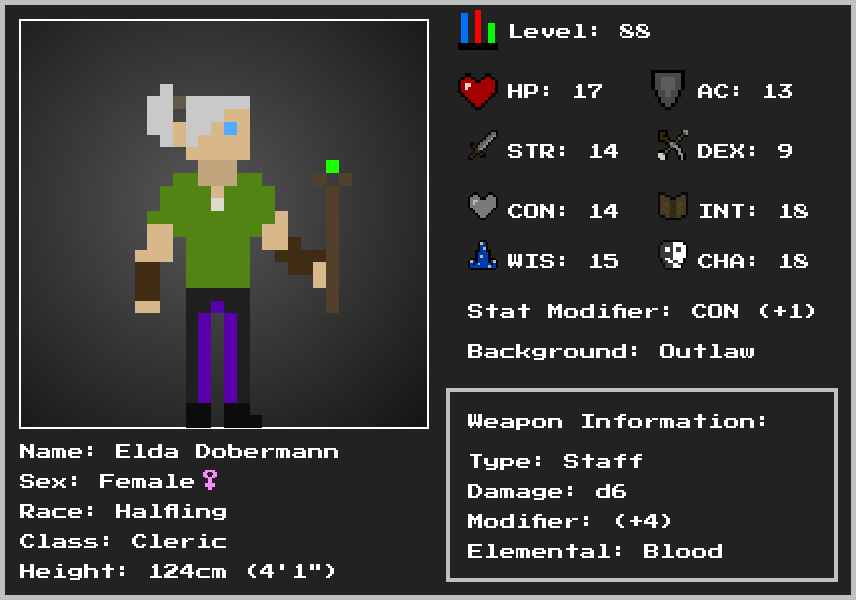 Level: 88
HP: 17
AC: 13
STR: 14
DEX: 9
CON: 14
INT: 18
WIS: 15
CHA: 18
Stat Modifier: CON (+1)
Background: Outlaw
Weapon Information:
Type: Staff
Damage: d6
Modifier: (+4)
Elemental: Blood
Name: Elda Dobermann
Sex: Female♀
Race: Halfling
Class: Cleric
Height: 124cm (4'1")